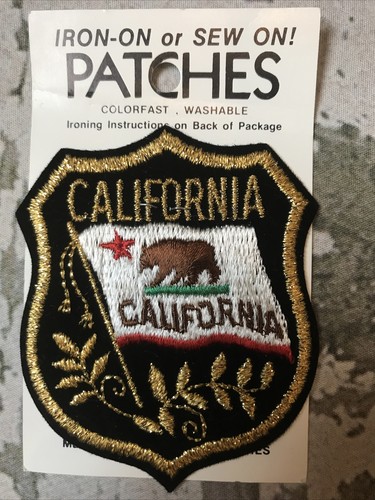 IRON-ON or SEW ON!
PATCHES
COLORFAST . WASHABLE
Ironing Instructions on Back of Package
CALIFORNIA
CALIFORNIA